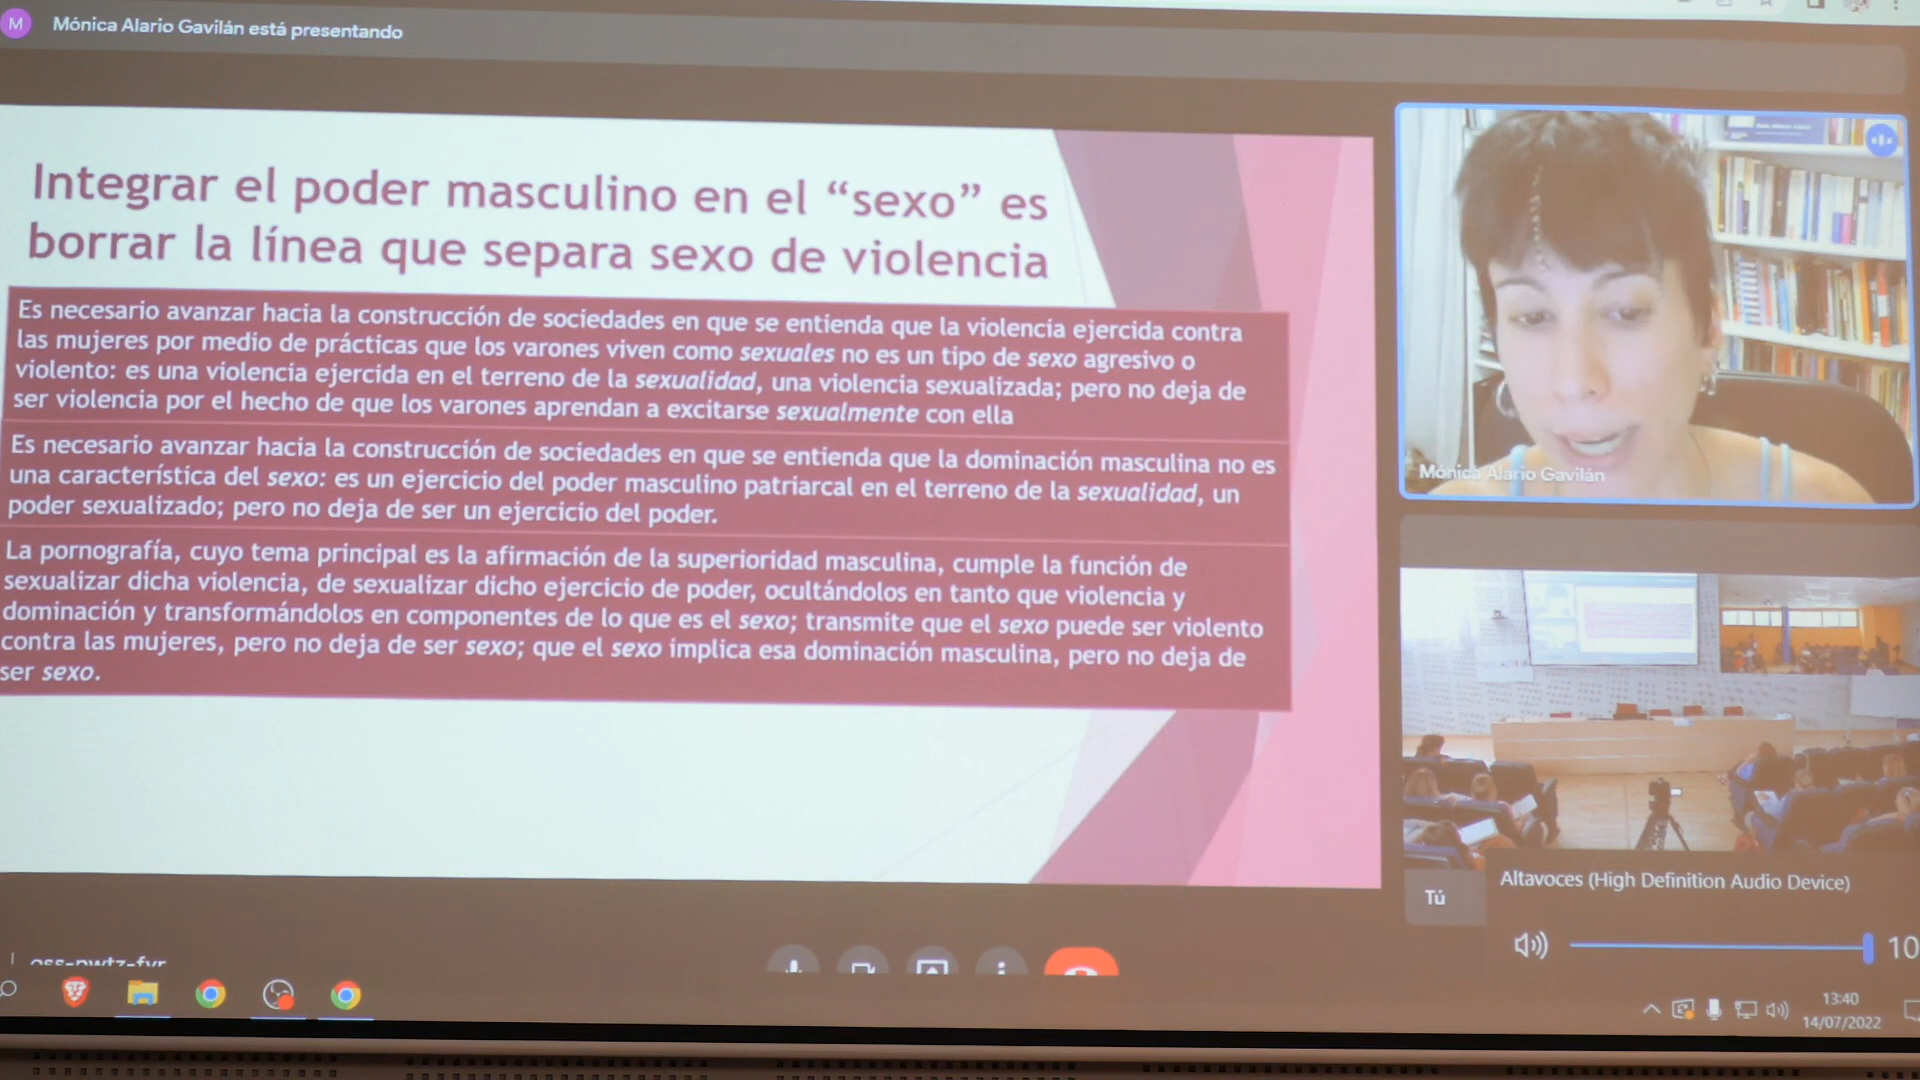 M
Mónica Alario Gavilán está presentando
Integrar el poder masculino en el “sexo” es
borrar la línea que separa sexo de violencia
Es necesario avanzar hacia la construcción de sociedades en que se entienda que la violencia ejercida contra
las mujeres por medio de prácticas que los varones viven como sexuales no es un tipo de sexo agresivo o
violento: es una violencia ejercida en el terreno de la sexualidad, una violencia sexualizada; pero no deja de
ser violencia por el hecho de que los varones aprendan a excitarse sexualmente con ella
Es necesario avanzar hacia la construcción de sociedades en que se entienda que la dominación masculina no es
una característica del sexo: es un ejercicio del poder masculino patriarcal en el terreno de la sexualidad, un
poder sexualizado; pero no deja de ser un ejercicio del poder.
La pornografía, cuyo tema principal es la afirmación de la superioridad masculina, cumple la función de
sexualizar dicha violencia, de sexualizar dicho ejercicio de poder, ocultándolos en tanto que violencia y
dominación y transformándolos en componentes de lo que es el sexo; transmite que el sexo puede ser violento
contra las mujeres, pero no deja de ser sexo; que el sexo implica esa dominación masculina, pero no deja de
ser sexo.
Mónica Alario Gavilán
Tú
Altavoces (High Definition Audio Device)
10
13:40
14/07/2022